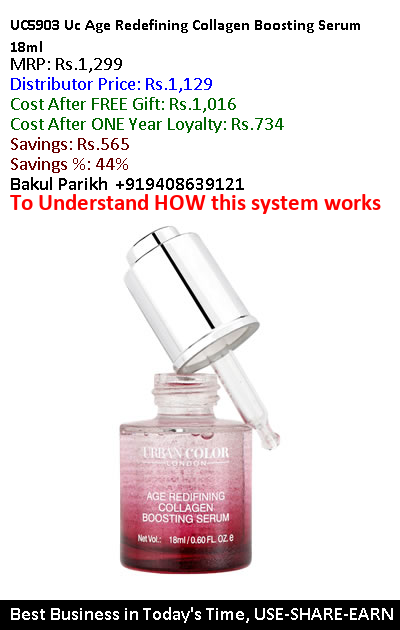 UC5903 Uc Age Redefining Collagen Boosting Serum
18ml
MRP: Rs.1,299
Distributor Price: Rs.1,129
Cost After FREE Gift: Rs.1,016
Cost After ONE Year Loyalty: Rs.734
Savings: Rs.565
Savings %: 44%
Bakul Parikh +919408639121
To Understand HOW this system works
URBAN COLOR
LONDON
AGE REDIFINING
COLLAGEN
BOOSTING SERUM
Net Vol.: 18ml/0.60 FL. OZ. e
Best Business in Today's Time, USE-SHARE-EARN